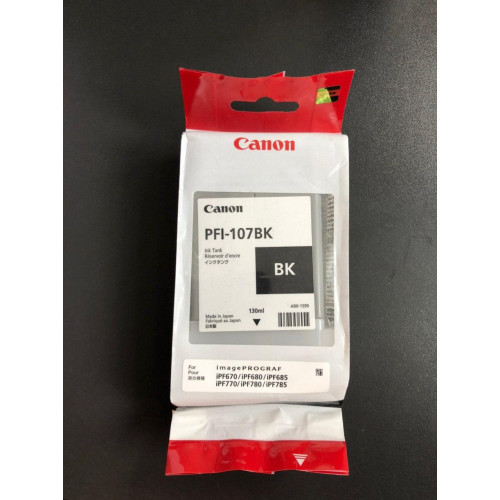 Canon
Canon
PFI-107BK
Ink Tank
Réservoir d'encre
インクタンク
BK
Made in Japan
Fabriqué au Japon
日本製
130ml
For
Pour
imagePROGRAF
iPF670/iPF680/iPF685
iPF770/iPF780/iPF785